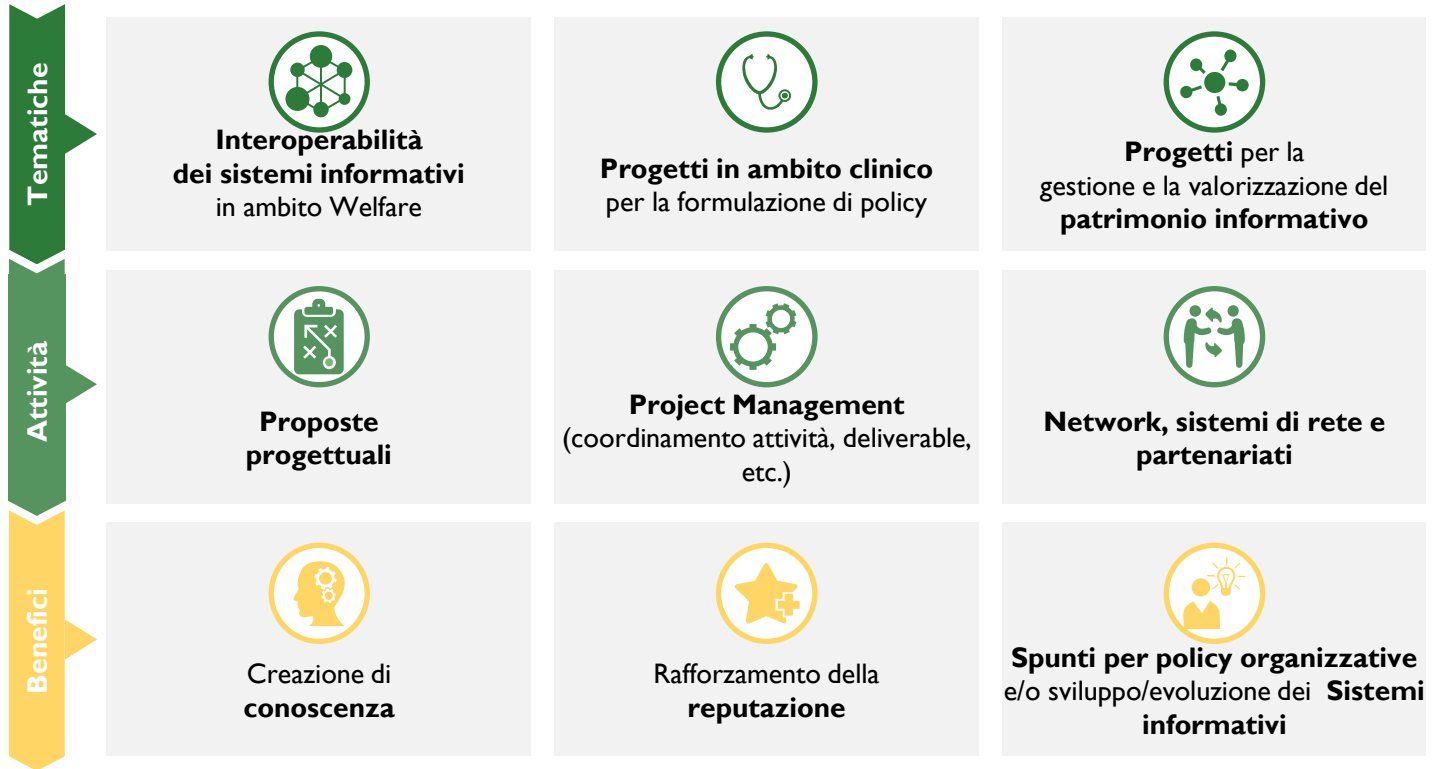 Tematiche
Interoperabilità
dei sistemi informativi
in ambito Welfare
Progetti in ambito clinico
per la formulazione di policy
Progetti per la
gestione e la valorizzazione del
patrimonio informativo
Attività
Proposte
progettuali
Project Management
(coordinamento attività, deliverable,
etc.)
Network, sistemi di rete e
partenariati
Benefici
Creazione di
conoscenza
Rafforzamento della
reputazione
Spunti per policy organizzative
e/o sviluppo/evoluzione dei Sistemi
informativi